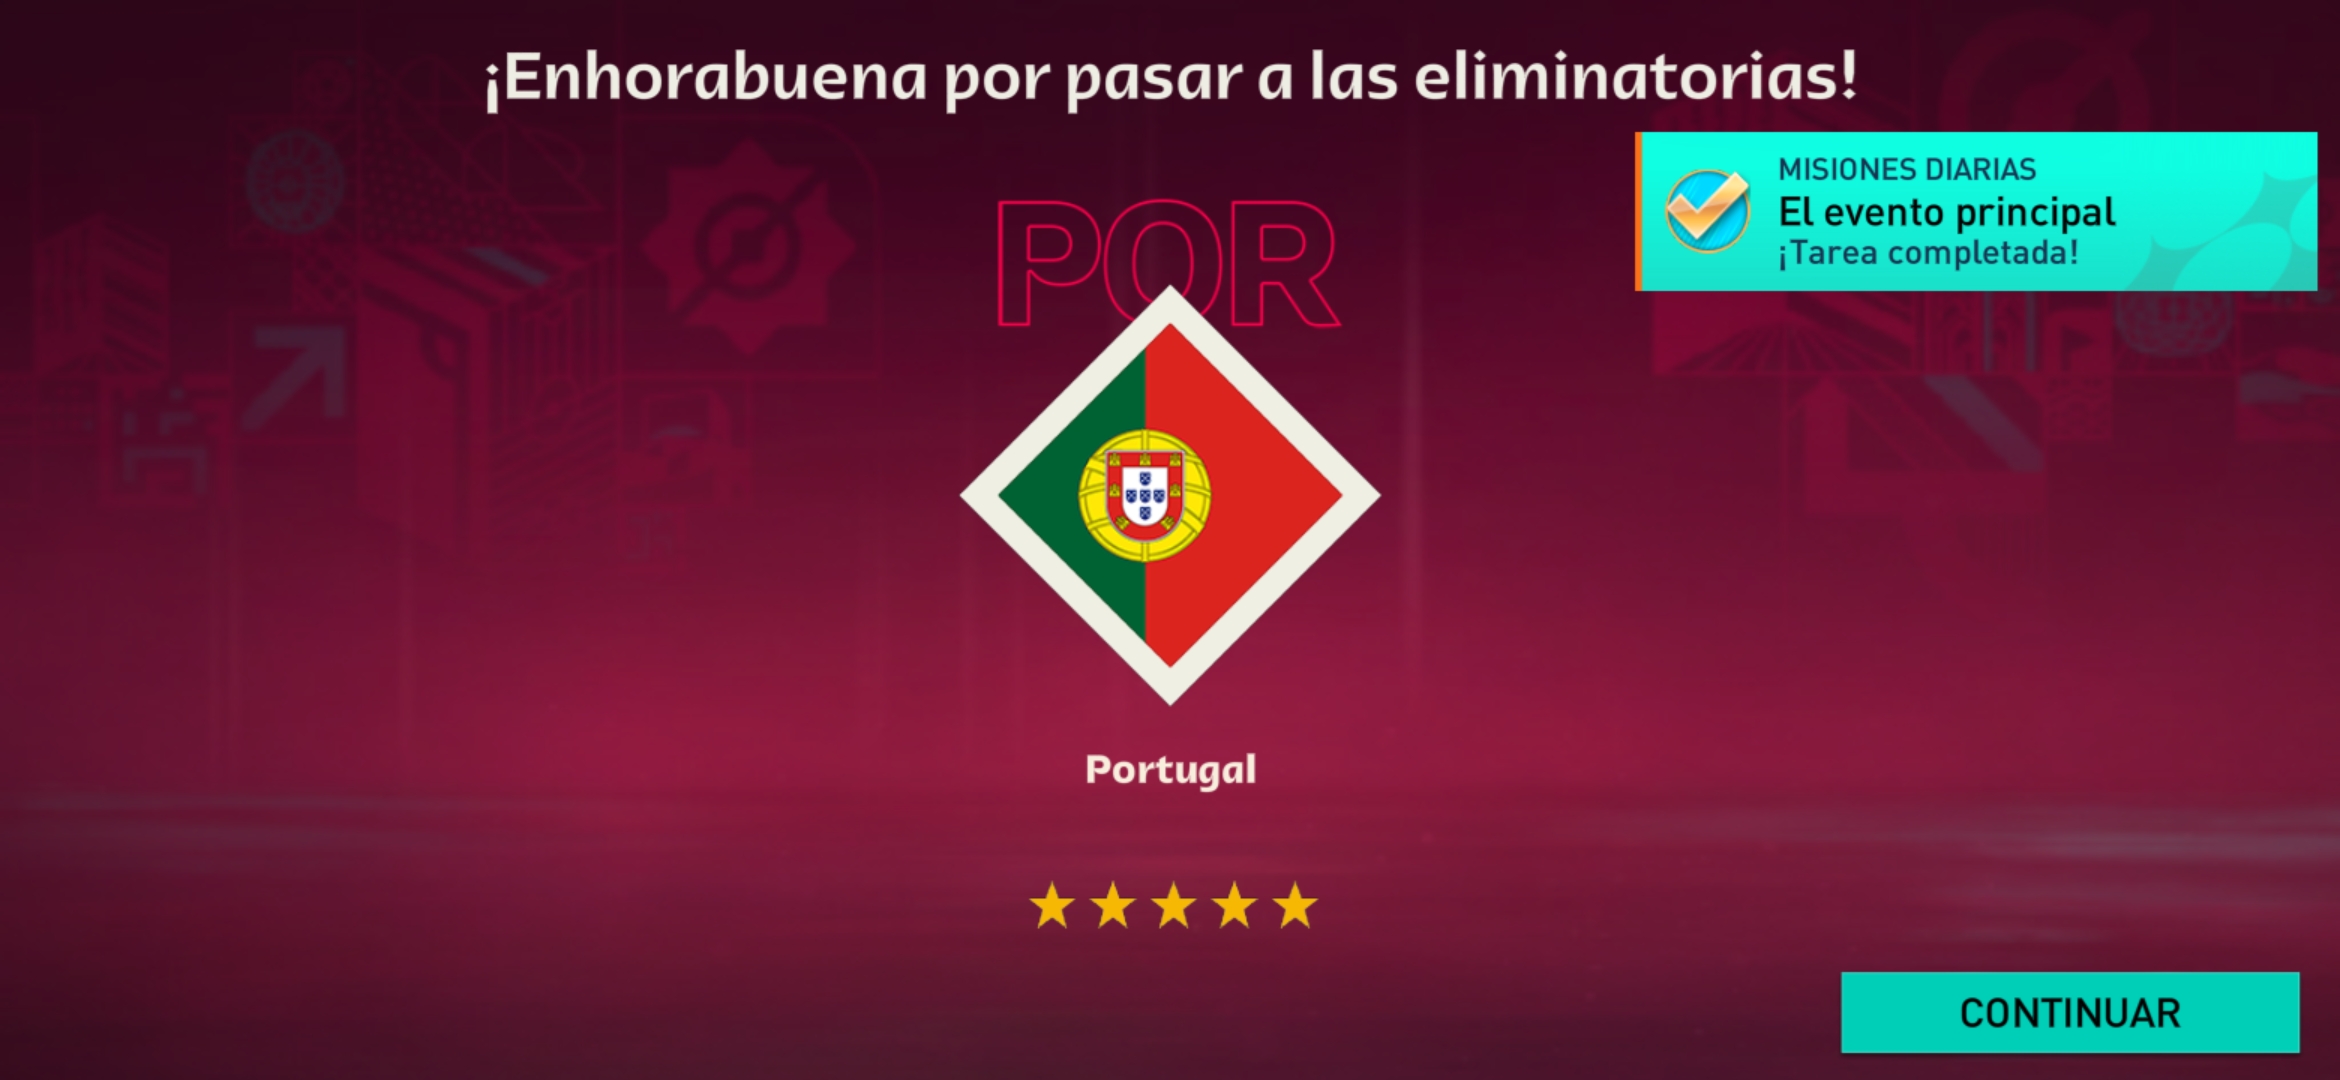 ¡Enhorabuena por pasar a las eliminatorias!
MISIONES DIARIAS
El evento principal
¡Tarea completada!
POR
Portugal
CONTINUAR